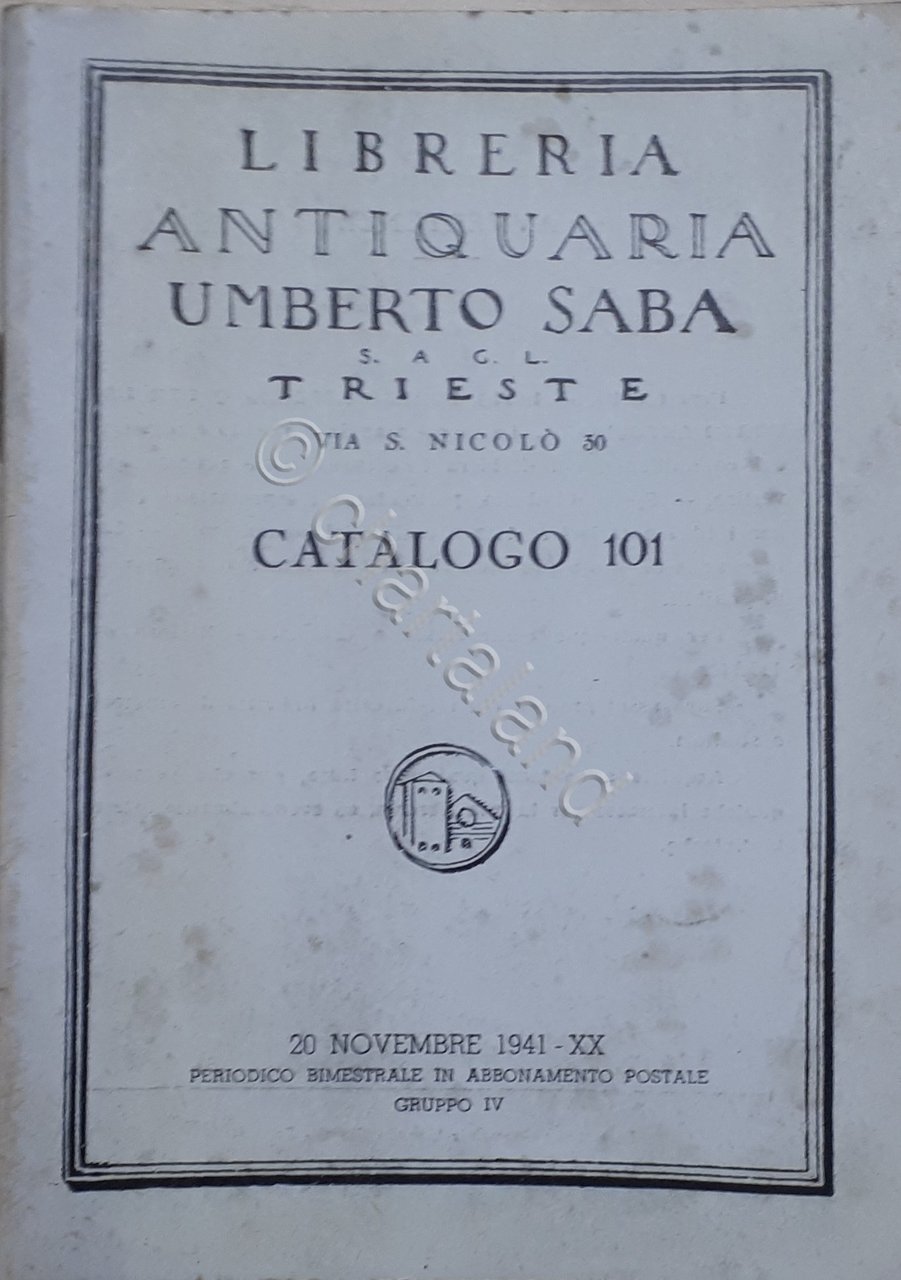 LIBRERIA
ANTIQUARIA
UMBERTO SABA
S. A C. L.
TRIESTE
VIA S. NICOLÒ 30
CATALOGO 101
© Chartaland
20 NOVEMBRE 1941 - XX
PERIODICO BIMESTRALE IN ABBONAMENTO POSTALE
GRUPPO IV